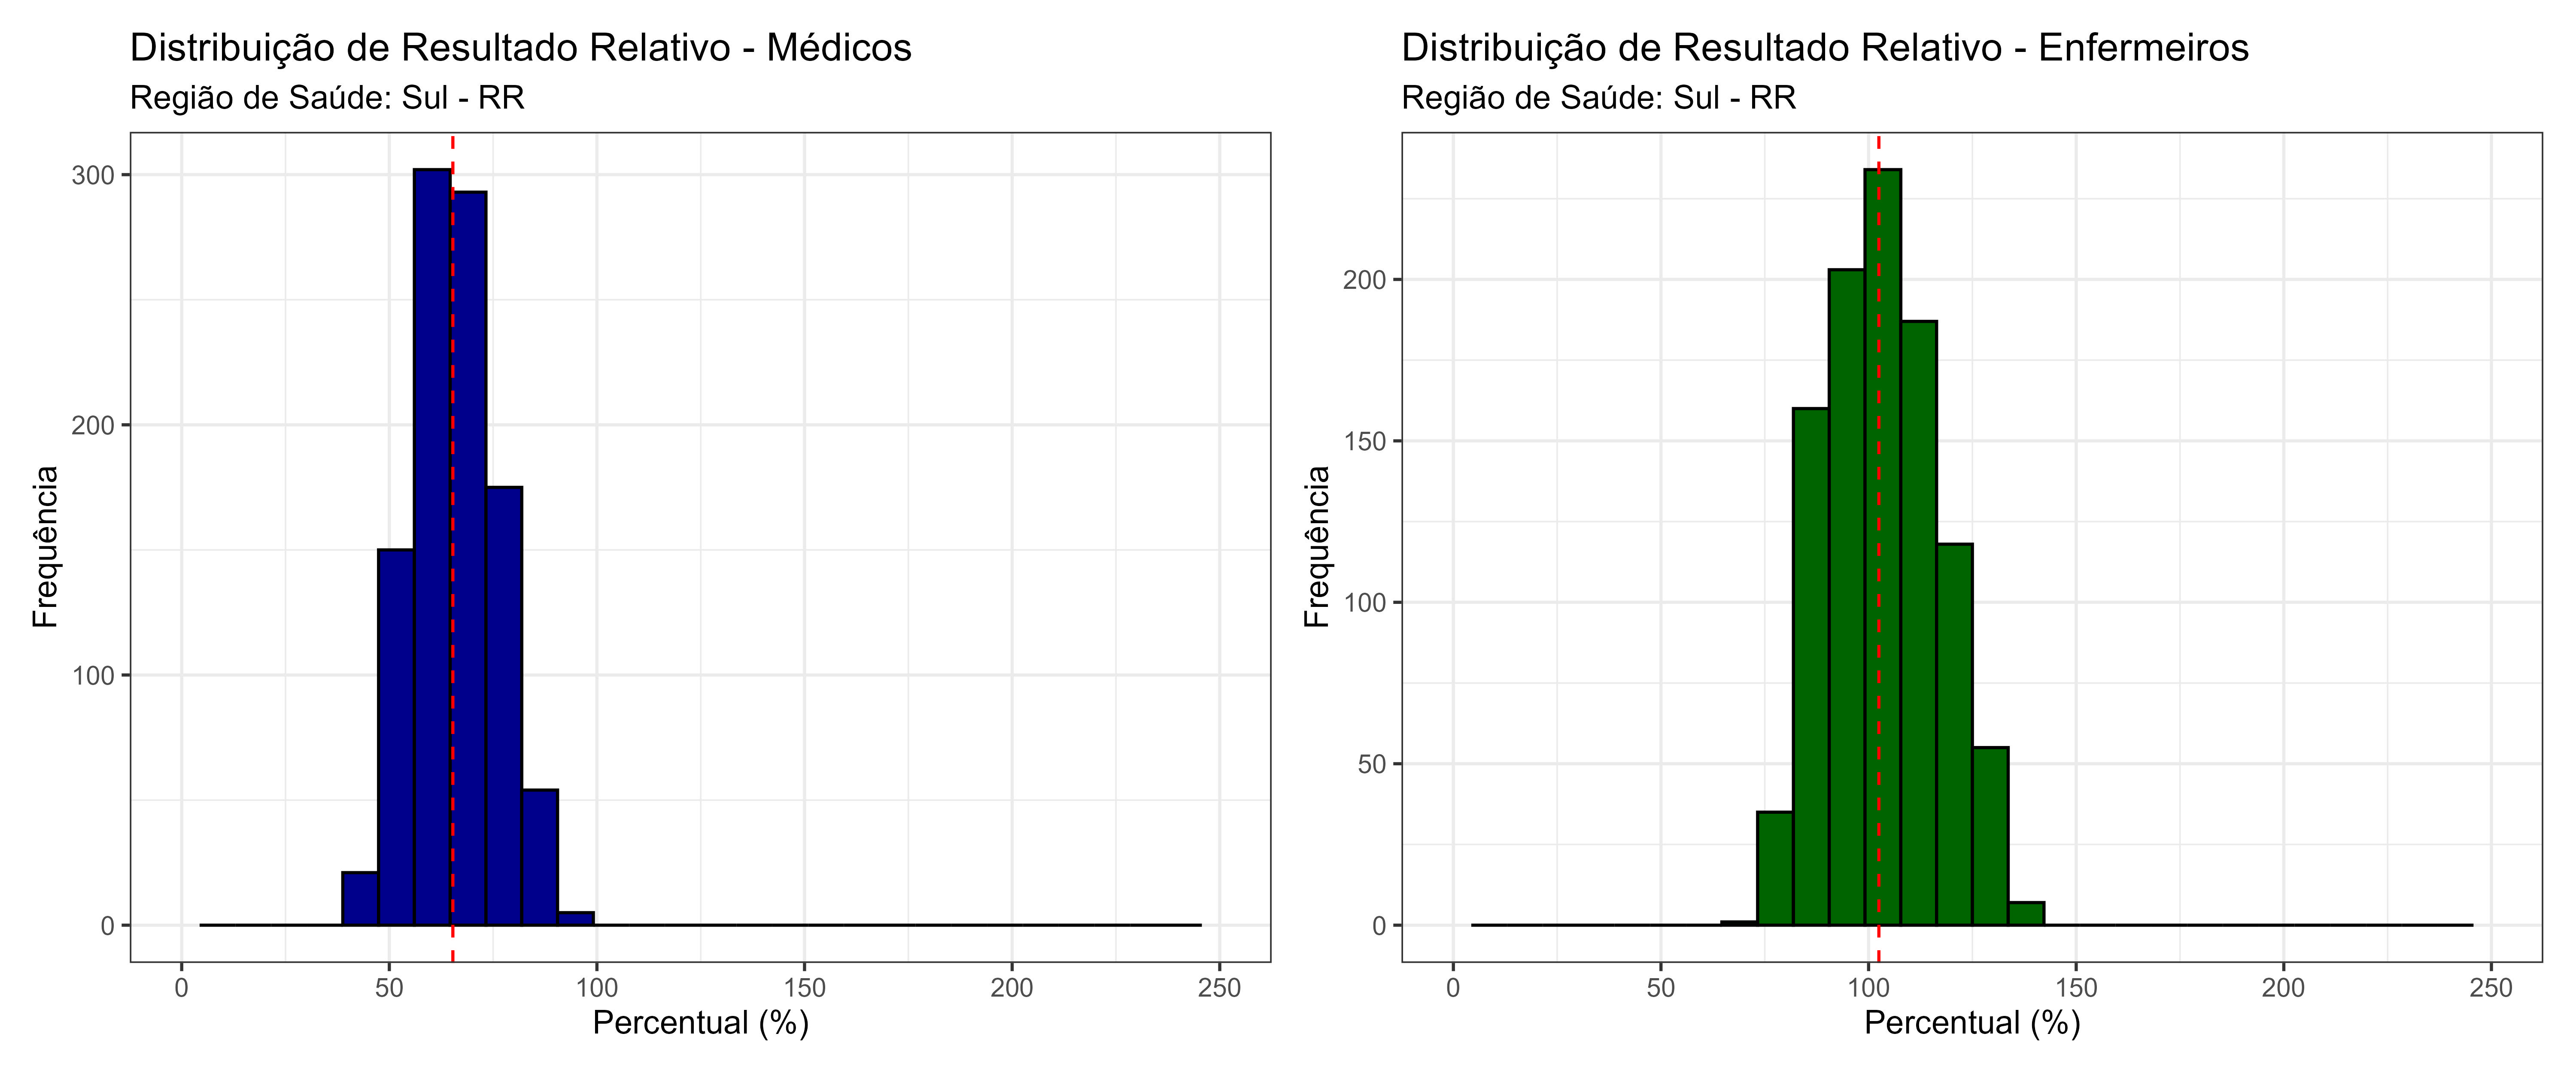 Distribuição de Resultado Relativo - Médicos
Região de Saúde: Sul - RR
Frequência
300
200
100
0
0 50 100 150 200 250
Percentual (%)
Distribuição de Resultado Relativo - Enfermeiros
Região de Saúde: Sul - RR
Frequência
200
150
100
50
0
0 50 100 150 200 250
Percentual (%)